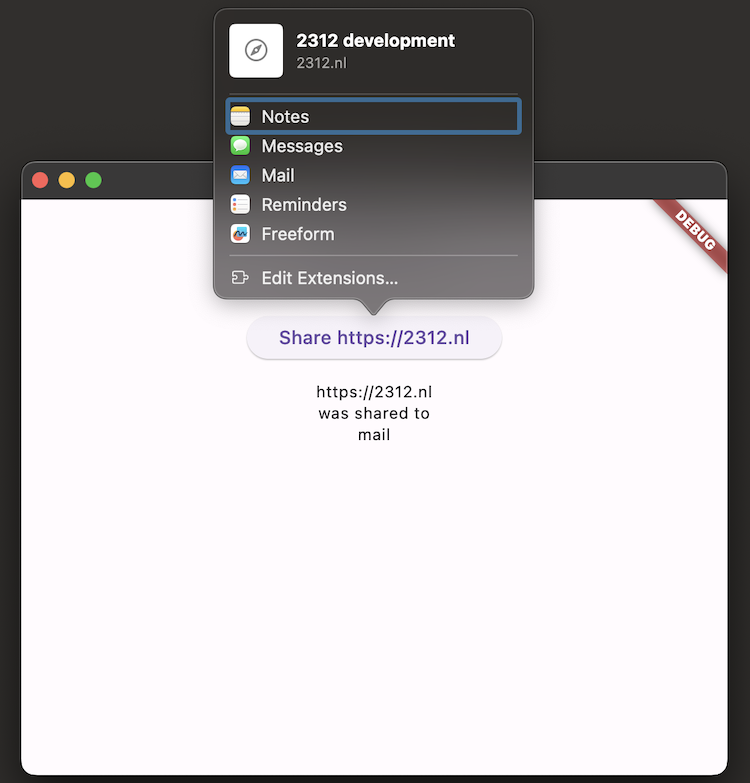 2312 development
2312.nl
Notes
Messages
Mail
Reminders
Freeform
Edit Extensions...
DEBUG
Share https://2312.nl
https://2312.nl
was shared to
mail